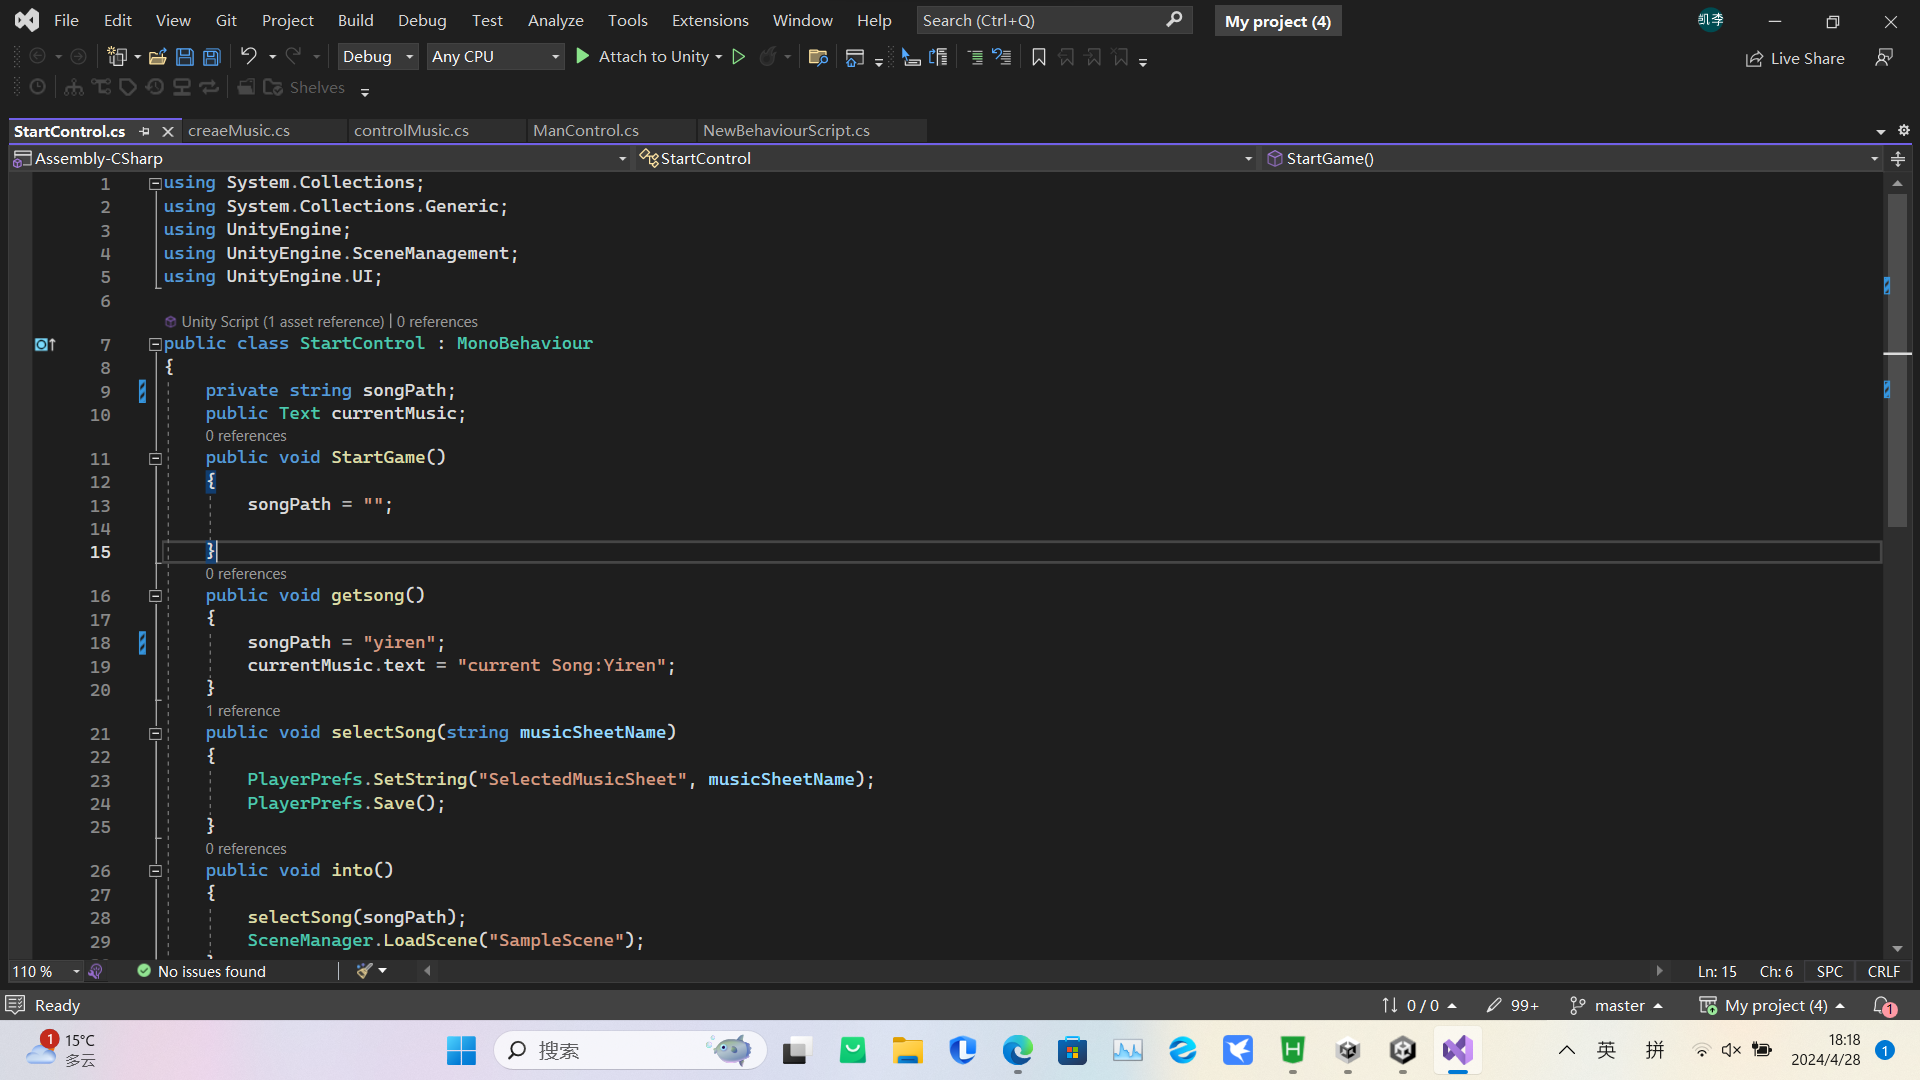 File Edit View Git Project Build Debug Test Analyze Tools Extensions Window Help Search (Ctrl+Q) My project (4) 凯李
Debug Any CPU Attach to Unity Live Share
Shelves
StartControl.cs creaeMusic.cs controlMusic.cs ManControl.cs NewBehaviourScript.cs
Assembly-CSharp StartControl StartGame()
1 using System.Collections;
2 using System.Collections.Generic;
3 using UnityEngine;
4 using UnityEngine.SceneManagement;
5 using UnityEngine.UI;
6
Unity Script (1 asset reference) | 0 references
7 public class StartControl : MonoBehaviour
8 {
9 private string songPath;
10 public Text currentMusic;
0 references
11 public void StartGame()
12 {
13 songPath = "";
14
15 }
0 references
16 public void getsong()
17 {
18 songPath = "yiren";
19 currentMusic.text = "current Song:Yiren";
20 }
1 reference
21 public void selectSong(string musicSheetName)
22 {
23 PlayerPrefs.SetString("SelectedMusicSheet", musicSheetName);
24 PlayerPrefs.Save();
25 }
0 references
26 public void into()
27 {
28 selectSong(songPath);
29 SceneManager.LoadScene("SampleScene");
110 % No issues found Ln: 15 Ch: 6 SPC CRLF
Ready 0 / 0 99+ master My project (4) 1
1 15°C
多云
搜索
英 拼
18:18
2024/4/28
1